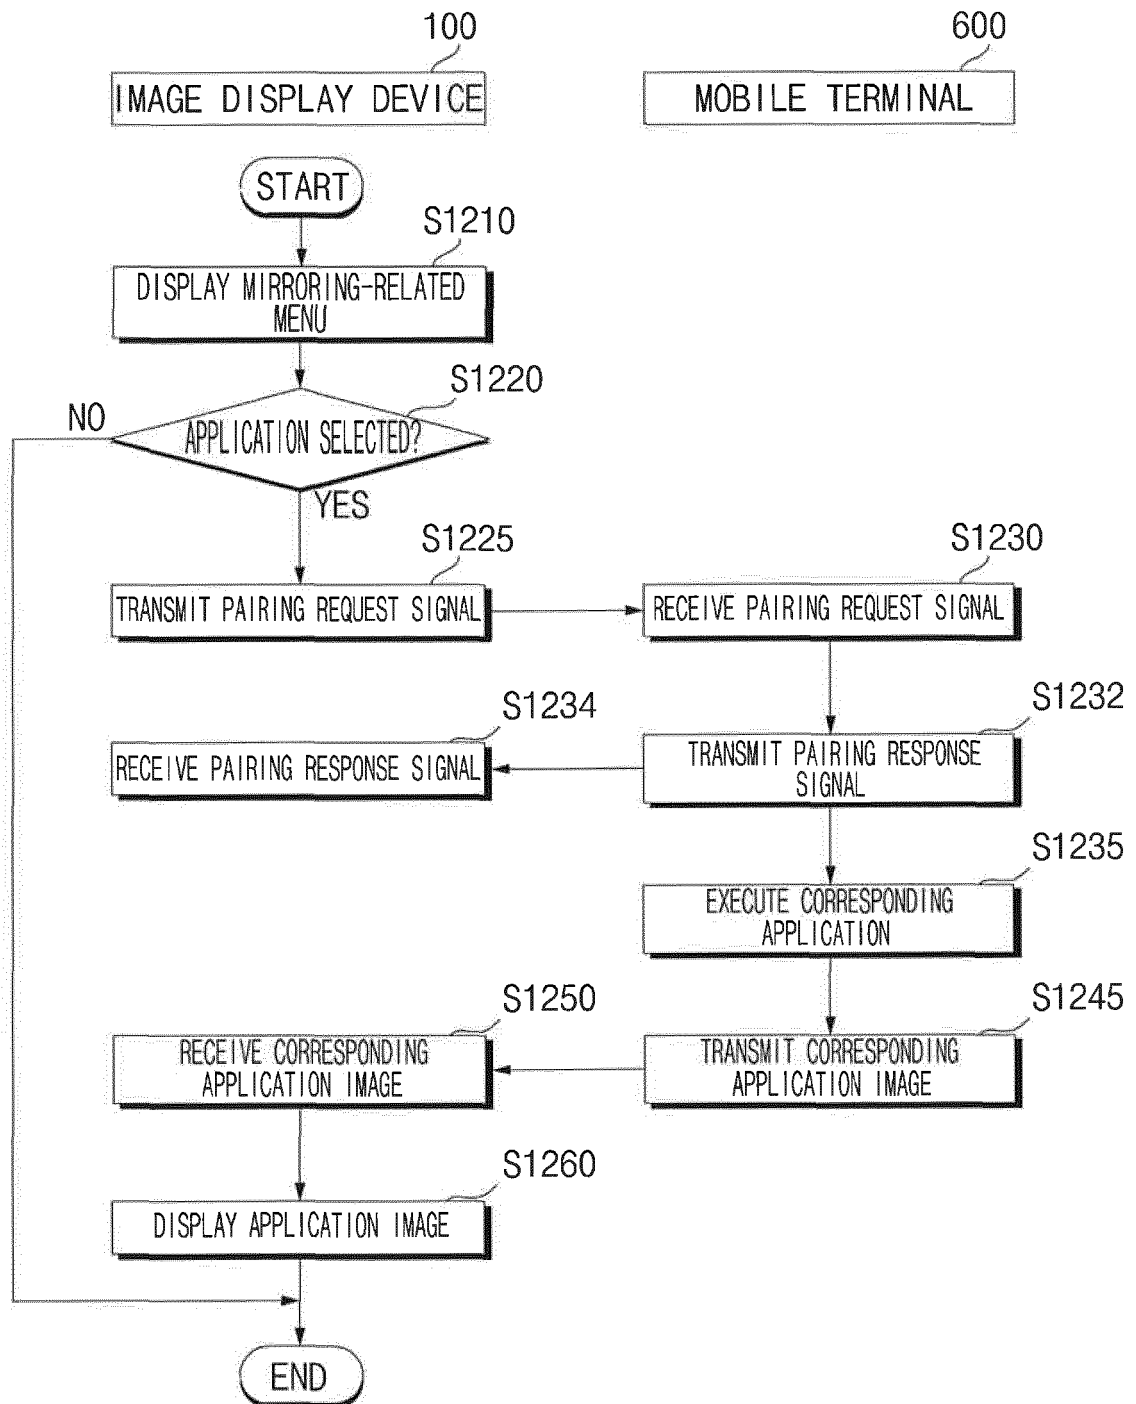 100
600
IMAGE DISPLAY DEVICE
MOBILE TERMINAL
START
S1210
DISPLAY MIRRORING-RELATED
MENU
S1220
NO
APPLICATION SELECTED?
YES
S1225
S1230
TRANSMIT PAIRING REQUEST SIGNAL
RECEIVE PAIRING REQUEST SIGNAL
S1234
S1232
RECEIVE PAIRING RESPONSE SIGNAL
TRANSMIT PAIRING RESPONSE
SIGNAL
S1235
EXECUTE CORRESPONDING
APPLICATION
S1250
S1245
RECEIVE CORRESPONDING
APPLICATION IMAGE
TRANSMIT CORRESPONDING
APPLICATION IMAGE
S1260
DISPLAY APPLICATION IMAGE
END